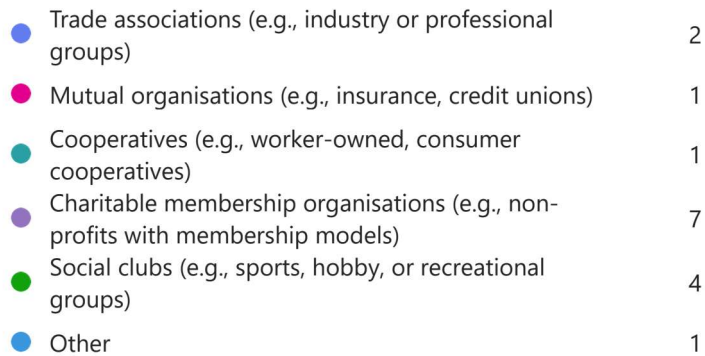 Trade associations (e.g., industry or professional
groups)
2
Mutual organisations (e.g., insurance, credit unions)
1
Cooperatives (e.g., worker-owned, consumer
cooperatives)
1
Charitable membership organisations (e.g., non-
profits with membership models)
7
Social clubs (e.g., sports, hobby, or recreational
groups)
4
Other
1